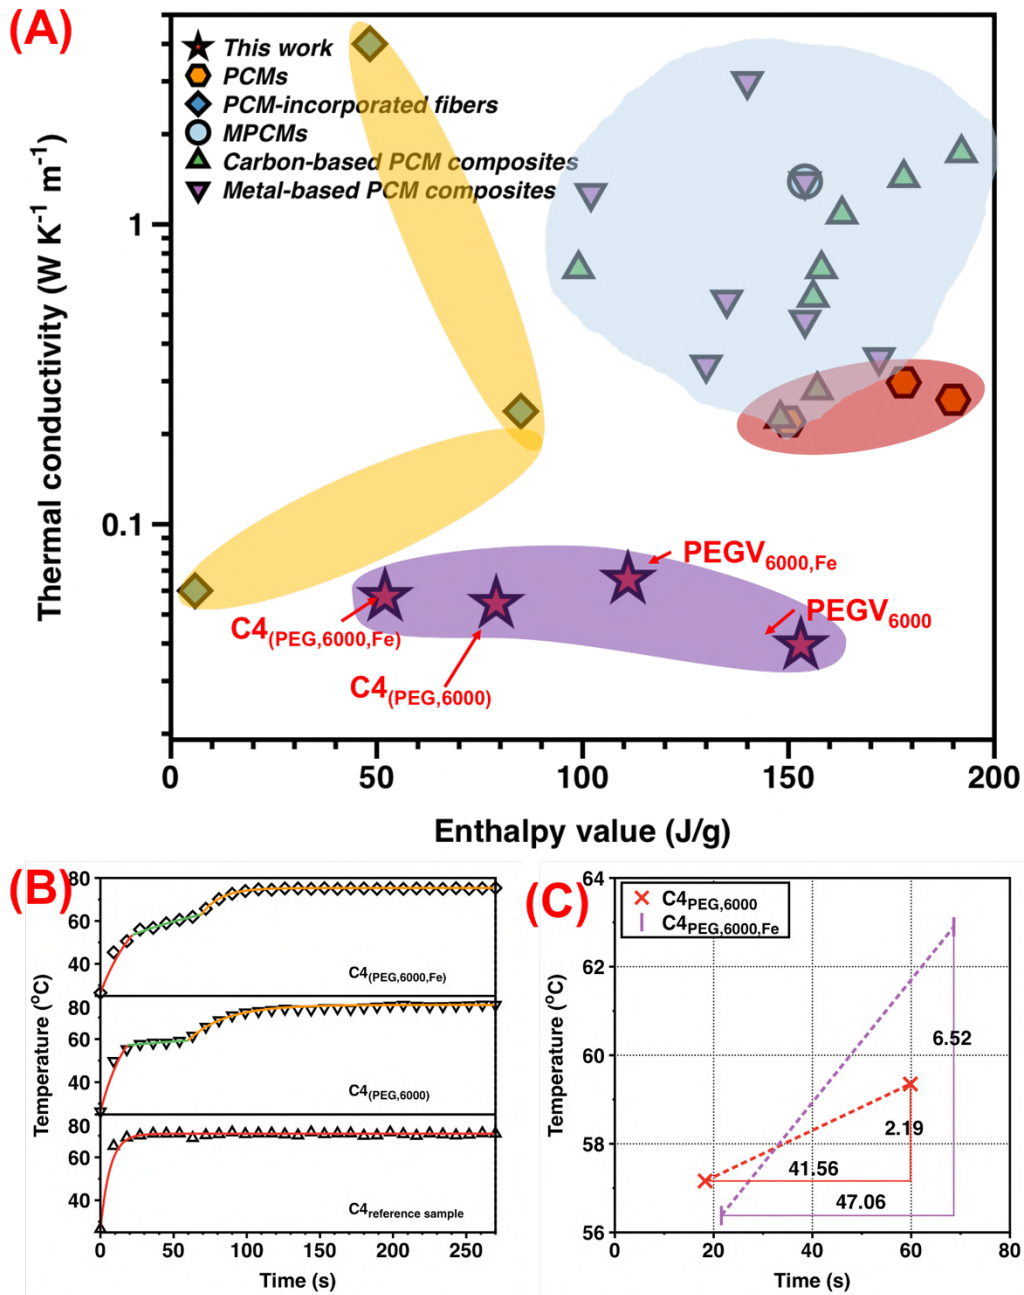 (A)
This work
PCMs
PCM-incorporated fibers
MPCMs
Carbon-based PCM composites
Metal-based PCM composites
Thermal conductivity (W K⁻¹ m⁻¹)
1
0.1
PEGV6000,Fe
PEGV6000
C4(PEG,6000,Fe)
C4(PEG,6000)
0 50 100 150 200
Enthalpy value (J/g)
(B)
Temperature (°C)
80
60
40
C4(PEG,6000,Fe)
80
60
40
C4(PEG,6000)
80
60
40
C4reference sample
0 50 100 150 200 250
Time (s)
(C)
Temperature (°C)
64
62
60
58
56
C4PEG,6000
C4PEG,6000,Fe
6.52
2.19
41.56
47.06
0 20 40 60 80
Time (s)